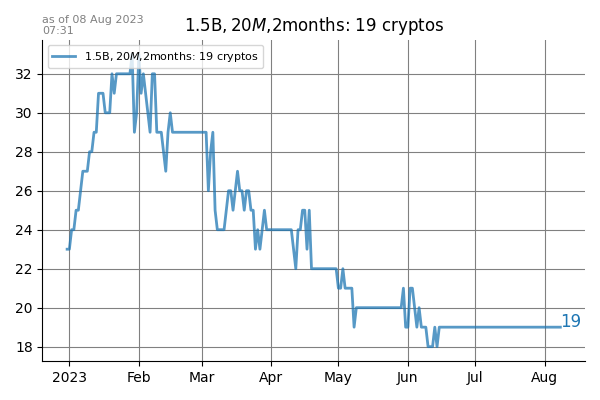 as of 08 Aug 2023
07:31
1.5B, 20M,2months: 19 cryptos
1.5B, 20M,2months: 19 cryptos
32
30
28
26
24
22
20
18
19
2023 Feb Mar Apr May Jun Jul Aug